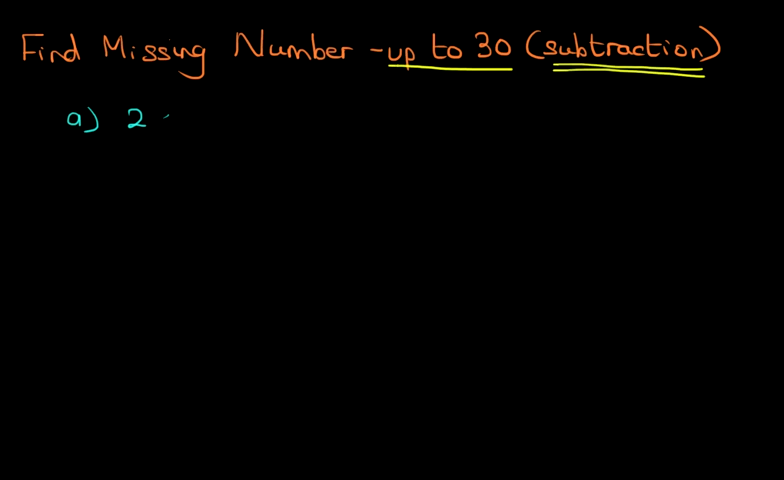 Find Missing Number - up to 30 (subtraction)
a) 2